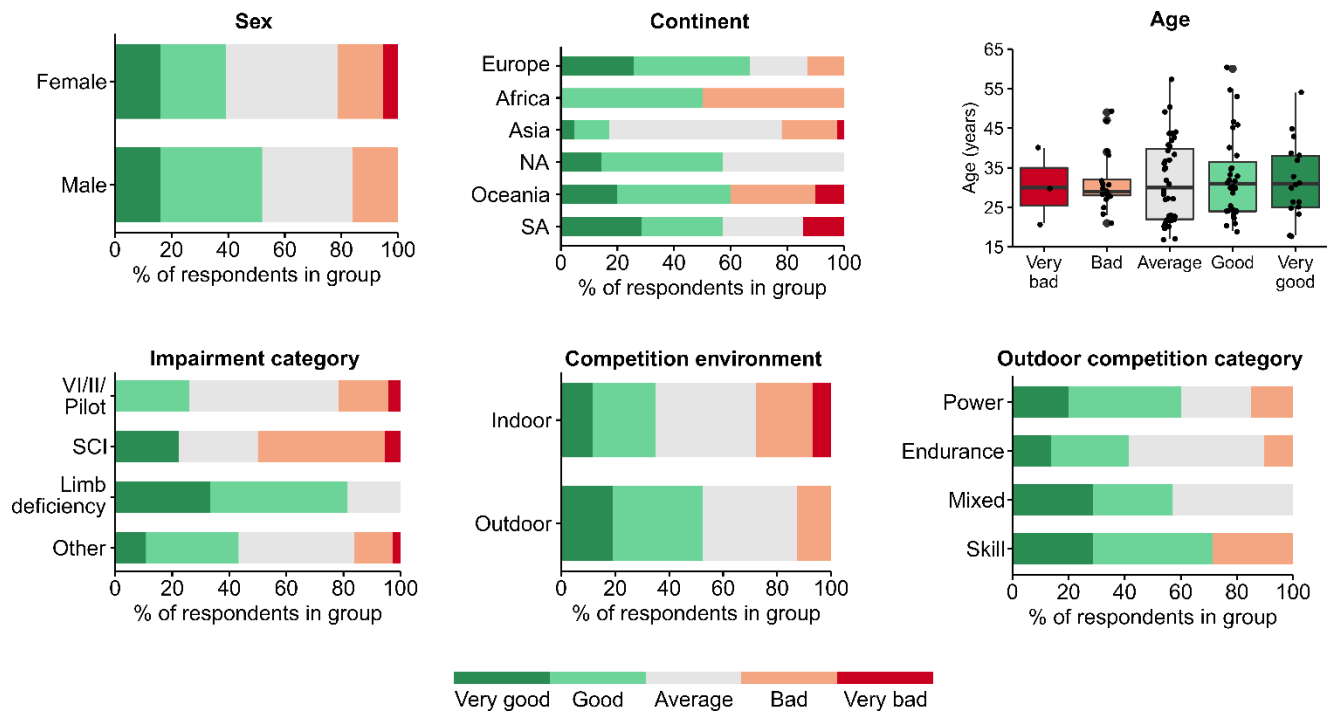 Sex
Female
Male
0 20 40 60 80 100
% of respondents in group
Continent
Europe
Africa
Asia
NA
Oceania
SA
0 20 40 60 80 100
% of respondents in group
Age
Age (years)
65
55
45
35
25
15
Very
bad
Bad
Average
Good
Very
good
Impairment category
VI/II/
Pilot
SCI
Limb
deficiency
Other
0 20 40 60 80 100
% of respondents in group
Competition environment
Indoor
Outdoor
0 20 40 60 80 100
% of respondents in group
Outdoor competition category
Power
Endurance
Mixed
Skill
0 20 40 60 80 100
% of respondents in group
Very good Good Average Bad Very bad